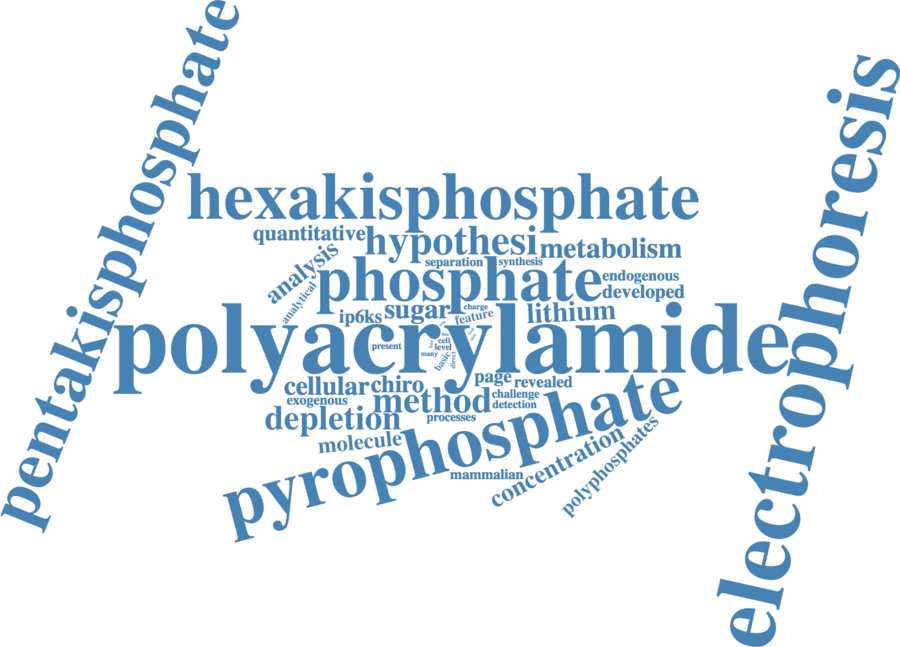 pentakisphosphate
electrophoresis
hexakisphosphate
quantitative
hypothesi
metabolism
analysis
separation
synthesis
phosphate
endogenous
developed
analytical
ip6ks
sugar
charge
feature
lithium
polyacrylamide
present
cell
level
many
basic
direct
cellular
chiro
page
revealed
exogenous
method
challenge
detection
depletion
processes
molecule
pyrophosphate
mammalian
concentration
polyphosphates